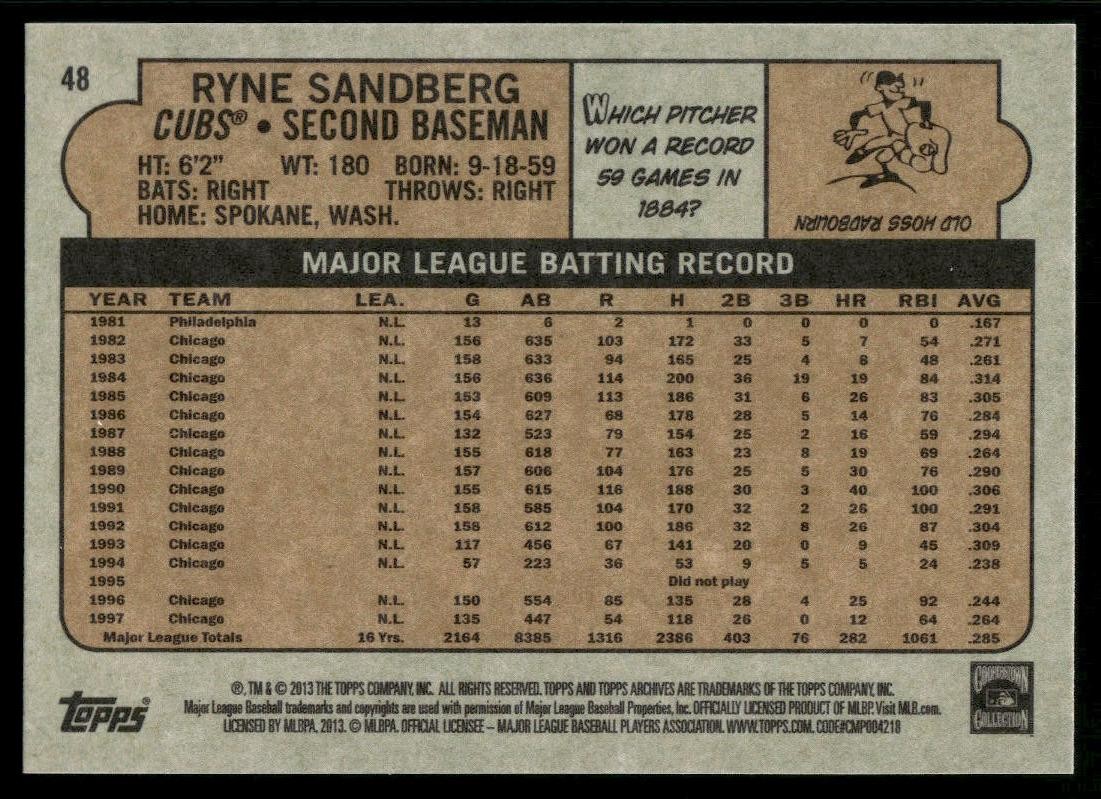 48
RYNE SANDBERG
CUBS® • SECOND BASEMAN
HT: 6'2" WT: 180 BORN: 9-18-59
BATS: RIGHT THROWS: RIGHT
HOME: SPOKANE, WASH.
WHICH PITCHER
WON A RECORD
59 GAMES IN
1884?
OLD HOSS RADBOURN
MAJOR LEAGUE BATTING RECORD
YEAR TEAM LEA. G AB R H 2B 3B HR RBI AVG
1981 Philadelphia N.L. 13 6 2 1 0 0 0 0 .167
1982 Chicago N.L. 156 635 103 172 33 5 7 54 .271
1983 Chicago N.L. 158 633 94 165 25 4 8 48 .261
1984 Chicago N.L. 156 636 114 200 36 19 19 84 .314
1985 Chicago N.L. 153 609 113 186 31 6 26 83 .305
1986 Chicago N.L. 154 627 68 178 28 5 14 76 .284
1987 Chicago N.L. 132 523 79 154 25 2 16 59 .294
1988 Chicago N.L. 155 618 77 163 23 8 19 69 .264
1989 Chicago N.L. 157 606 104 176 25 5 30 76 .290
1990 Chicago N.L. 155 615 116 188 30 3 40 100 .306
1991 Chicago N.L. 158 585 104 170 32 2 26 100 .291
1992 Chicago N.L. 158 612 100 186 32 8 26 87 .304
1993 Chicago N.L. 117 456 67 141 20 0 9 45 .309
1994 Chicago N.L. 57 223 36 53 9 5 5 24 .238
1995 Did not play
1996 Chicago N.L. 150 554 85 135 28 4 25 92 .244
1997 Chicago N.L. 135 447 54 118 26 0 12 64 .264
Major League Totals 16 Yrs. 2164 8385 1316 2386 403 76 282 1061 .285
®, TM & © 2013 THE TOPPS COMPANY, INC. ALL RIGHTS RESERVED. TOPPS AND TOPPS ARCHIVES ARE TRADEMARKS OF THE TOPPS COMPANY, INC.
Major League Baseball trademarks and copyrights are used with permission of Major League Baseball Properties, Inc. OFFICIALLY LICENSED PRODUCT OF MLBP. Visit MLB.com.
LICENSED BY MLBPA. 2013. © MLBPA. OFFICIAL LICENSEE – MAJOR LEAGUE BASEBALL PLAYERS ASSOCIATION. WWW.TOPPS.COM. CODE#CMP004218
TOPPS®
COOPERSTOWN
COLLECTION